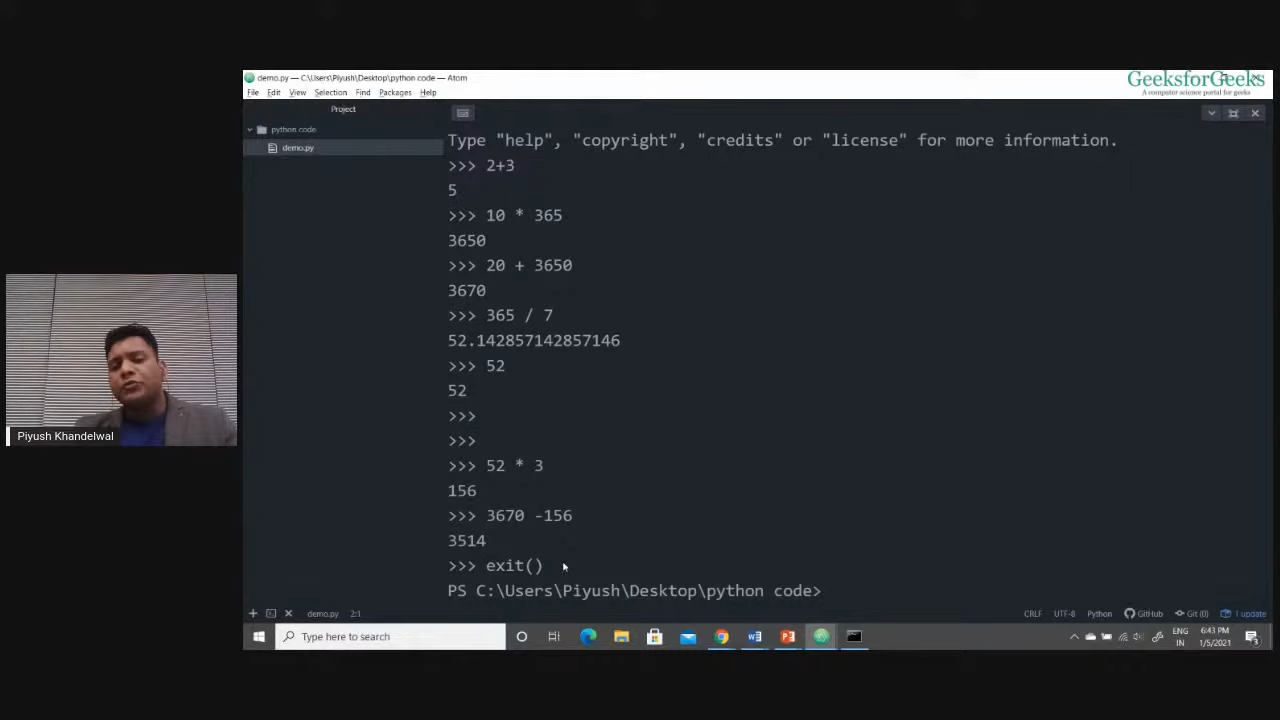 demo.py — C:\Users\Piyush\Desktop\python code — Atom
GeeksforGeeks
A computer science portal for geeks
File Edit View Selection Find Packages Help
Project
python code
demo.py
Type "help", "copyright", "credits" or "license" for more information.
>>> 2+3
5
>>> 10 * 365
3650
>>> 20 + 3650
3670
>>> 365 / 7
52.142857142857146
>>> 52
52
>>>
>>>
>>> 52 * 3
156
>>> 3670 -156
3514
>>> exit()
PS C:\Users\Piyush\Desktop\python code>
Piyush Khandelwal
demo.py 2:1 CRLF UTF-8 Python GitHub Git (0) 1 update
Type here to search
ENG
IN
6:43 PM
1/5/2021